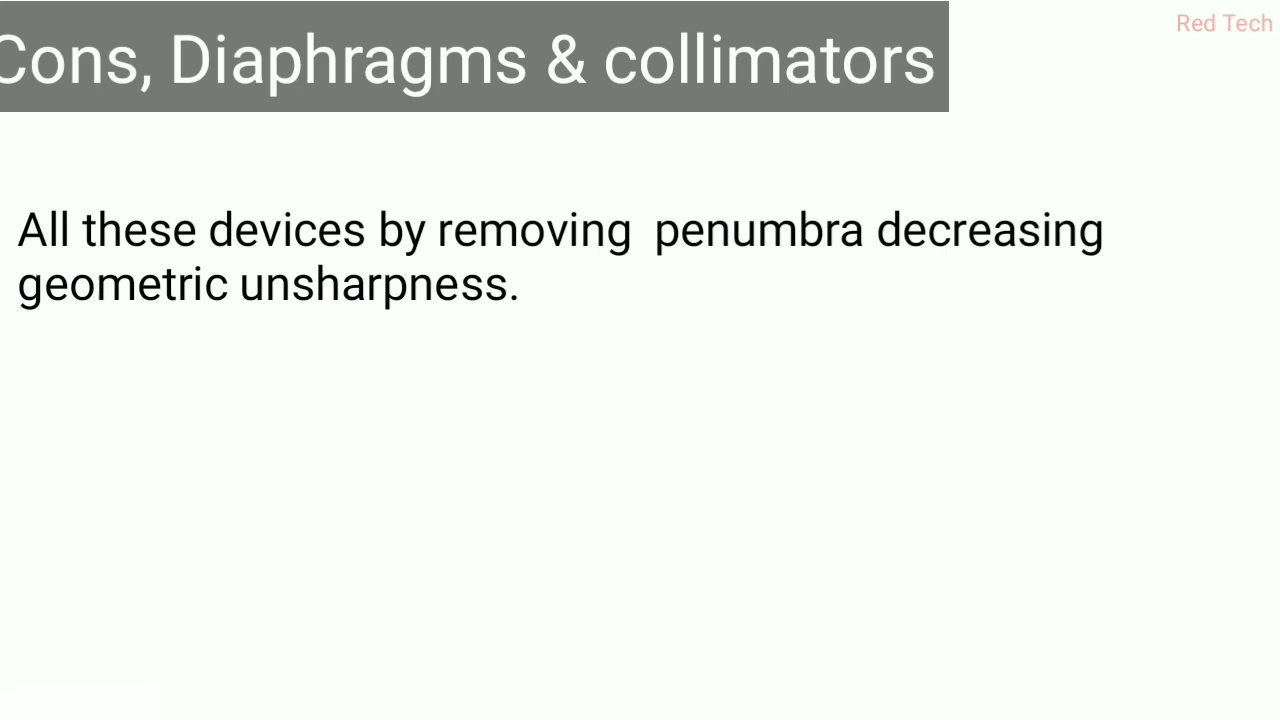 Cons, Diaphragms & collimators
Red Tech
All these devices by removing  penumbra decreasing
geometric unsharpness.